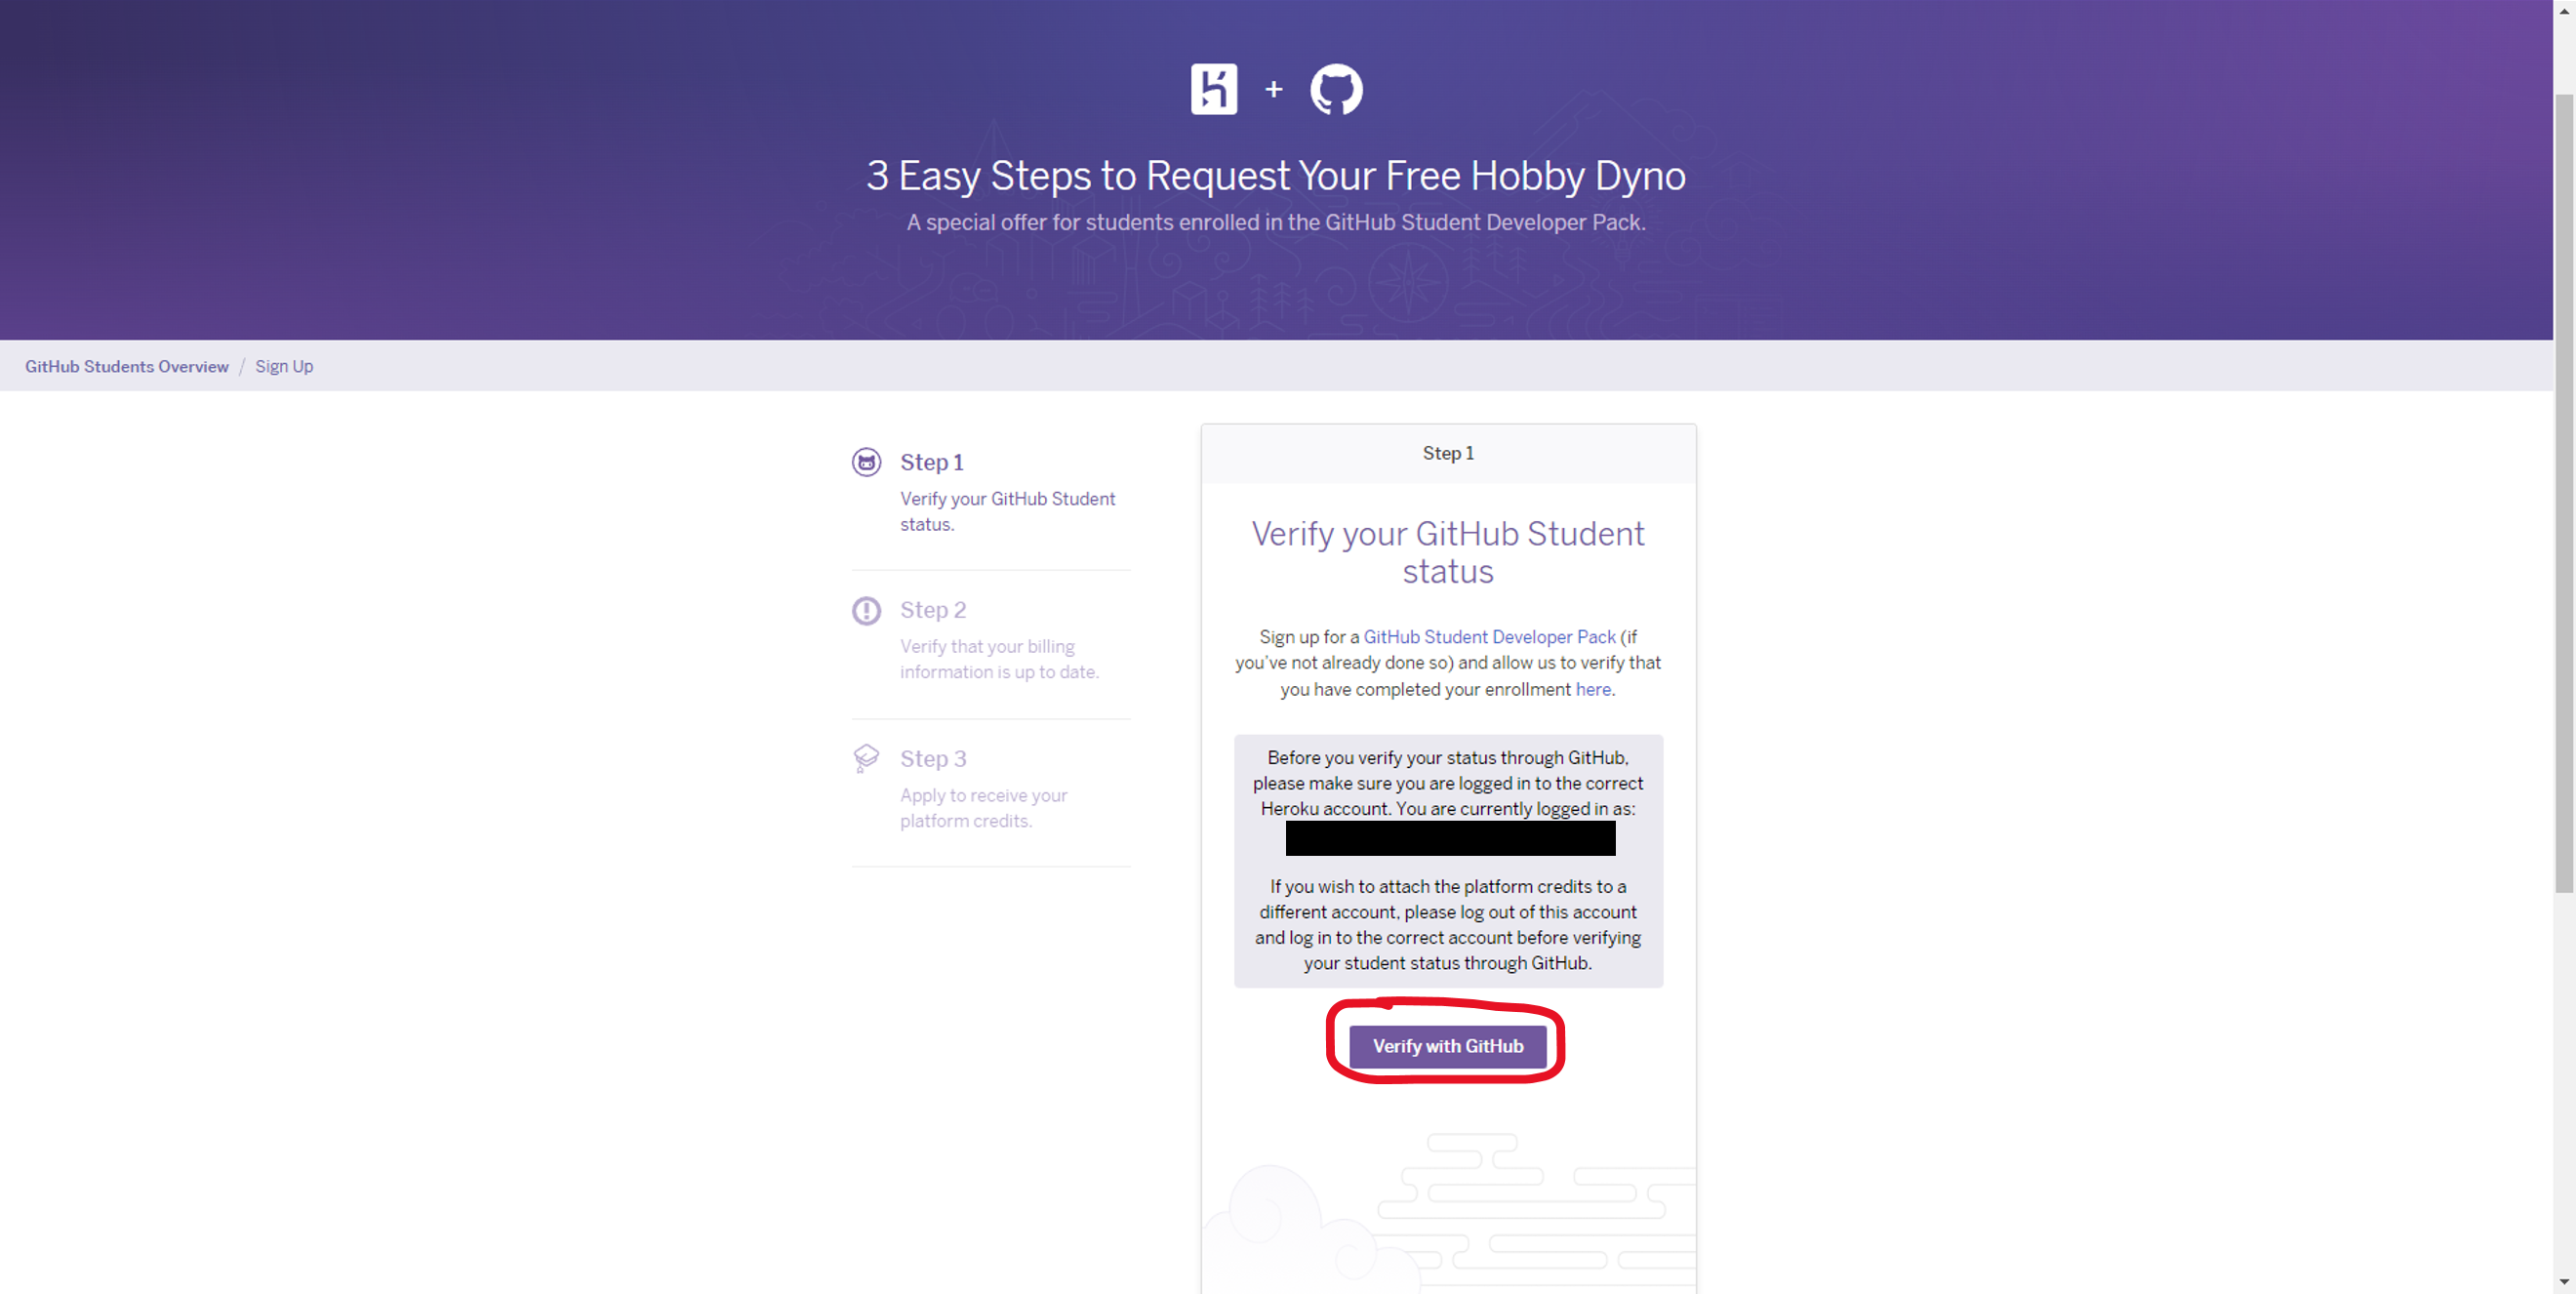 +
3 Easy Steps to Request Your Free Hobby Dyno
A special offer for students enrolled in the GitHub Student Developer Pack.
GitHub Students Overview / Sign Up
Step 1
Verify your GitHub Student
status.
Step 2
Verify that your billing
information is up to date.
Step 3
Apply to receive your
platform credits.
Step 1
Verify your GitHub Student
status
Sign up for a GitHub Student Developer Pack (if
you've not already done so) and allow us to verify that
you have completed your enrollment here.
Before you verify your status through GitHub,
please make sure you are logged in to the correct
Heroku account. You are currently logged in as:
If you wish to attach the platform credits to a
different account, please log out of this account
and log in to the correct account before verifying
your student status through GitHub.
Verify with GitHub